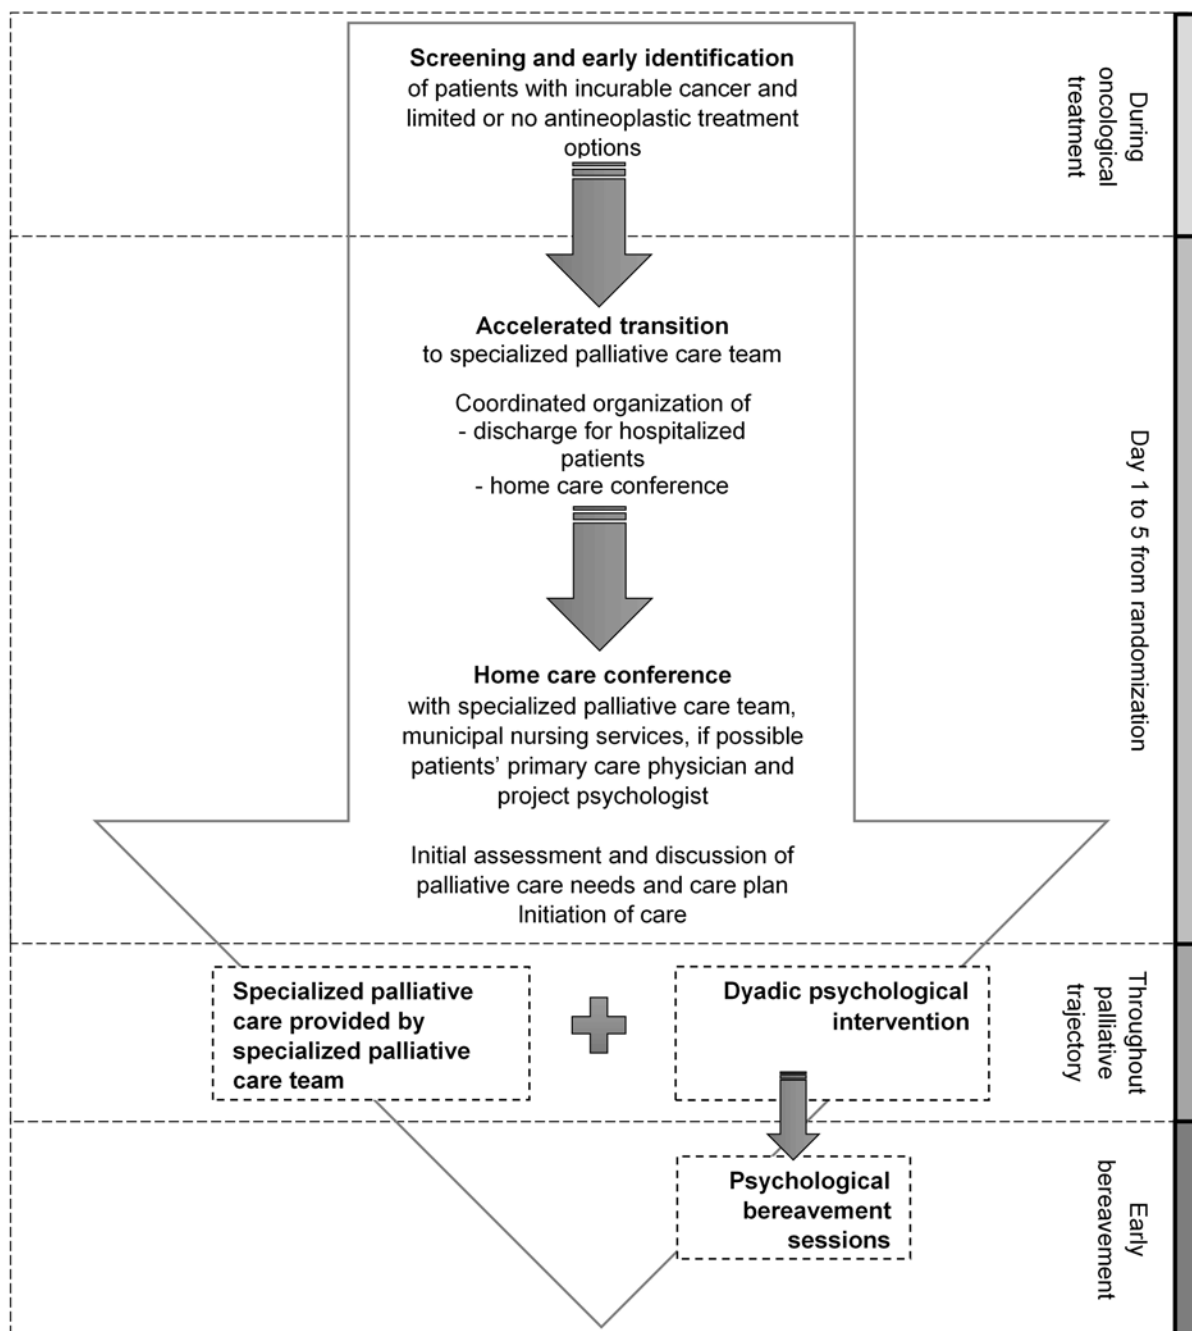 Screening and early identification
of patients with incurable cancer and
limited or no antineoplastic treatment
options
During
oncological
treatment
Accelerated transition
to specialized palliative care team
Coordinated organization of
- discharge for hospitalized
patients
- home care conference
Home care conference
with specialized palliative care team,
municipal nursing services, if possible
patients’ primary care physician and
project psychologist
Initial assessment and discussion of
palliative care needs and care plan
Initiation of care
Day 1 to 5 from randomization
Specialized palliative
care provided by
specialized palliative
care team
Dyadic psychological
intervention
Throughout
palliative
trajectory
Psychological
bereavement
sessions
Early
bereavement